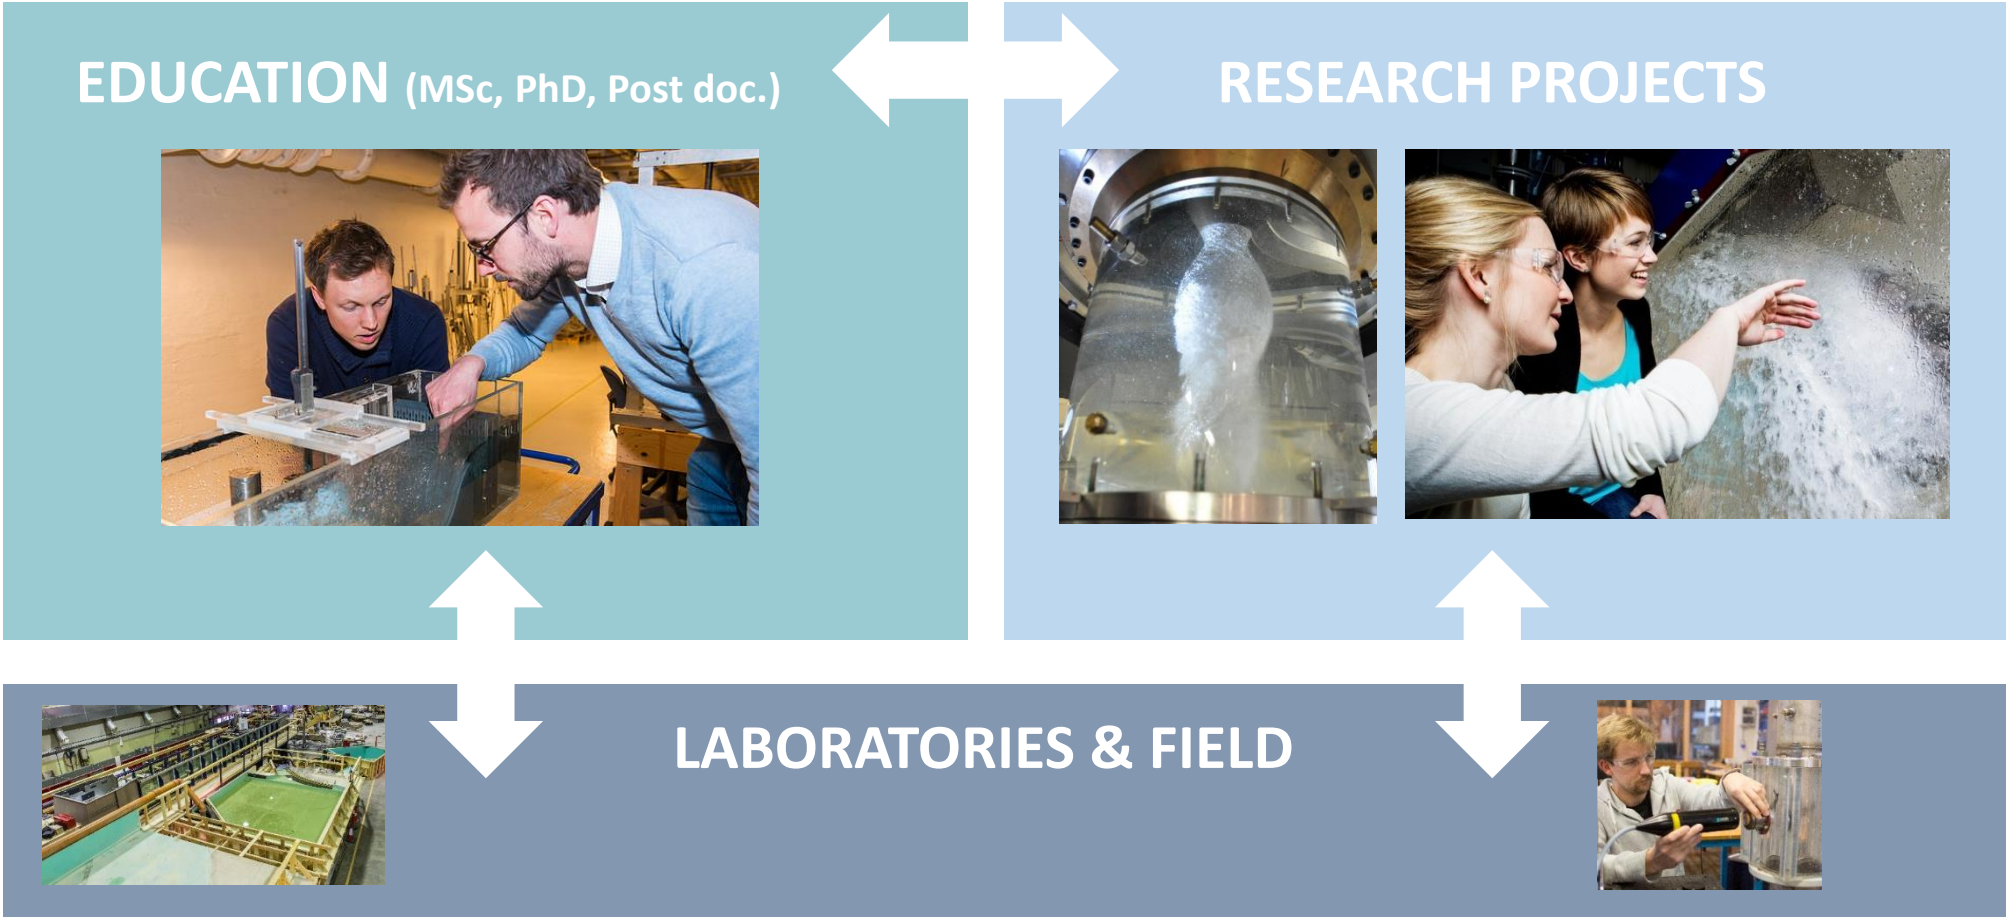 EDUCATION (MSc, PhD, Post doc.)
RESEARCH PROJECTS
LABORATORIES & FIELD